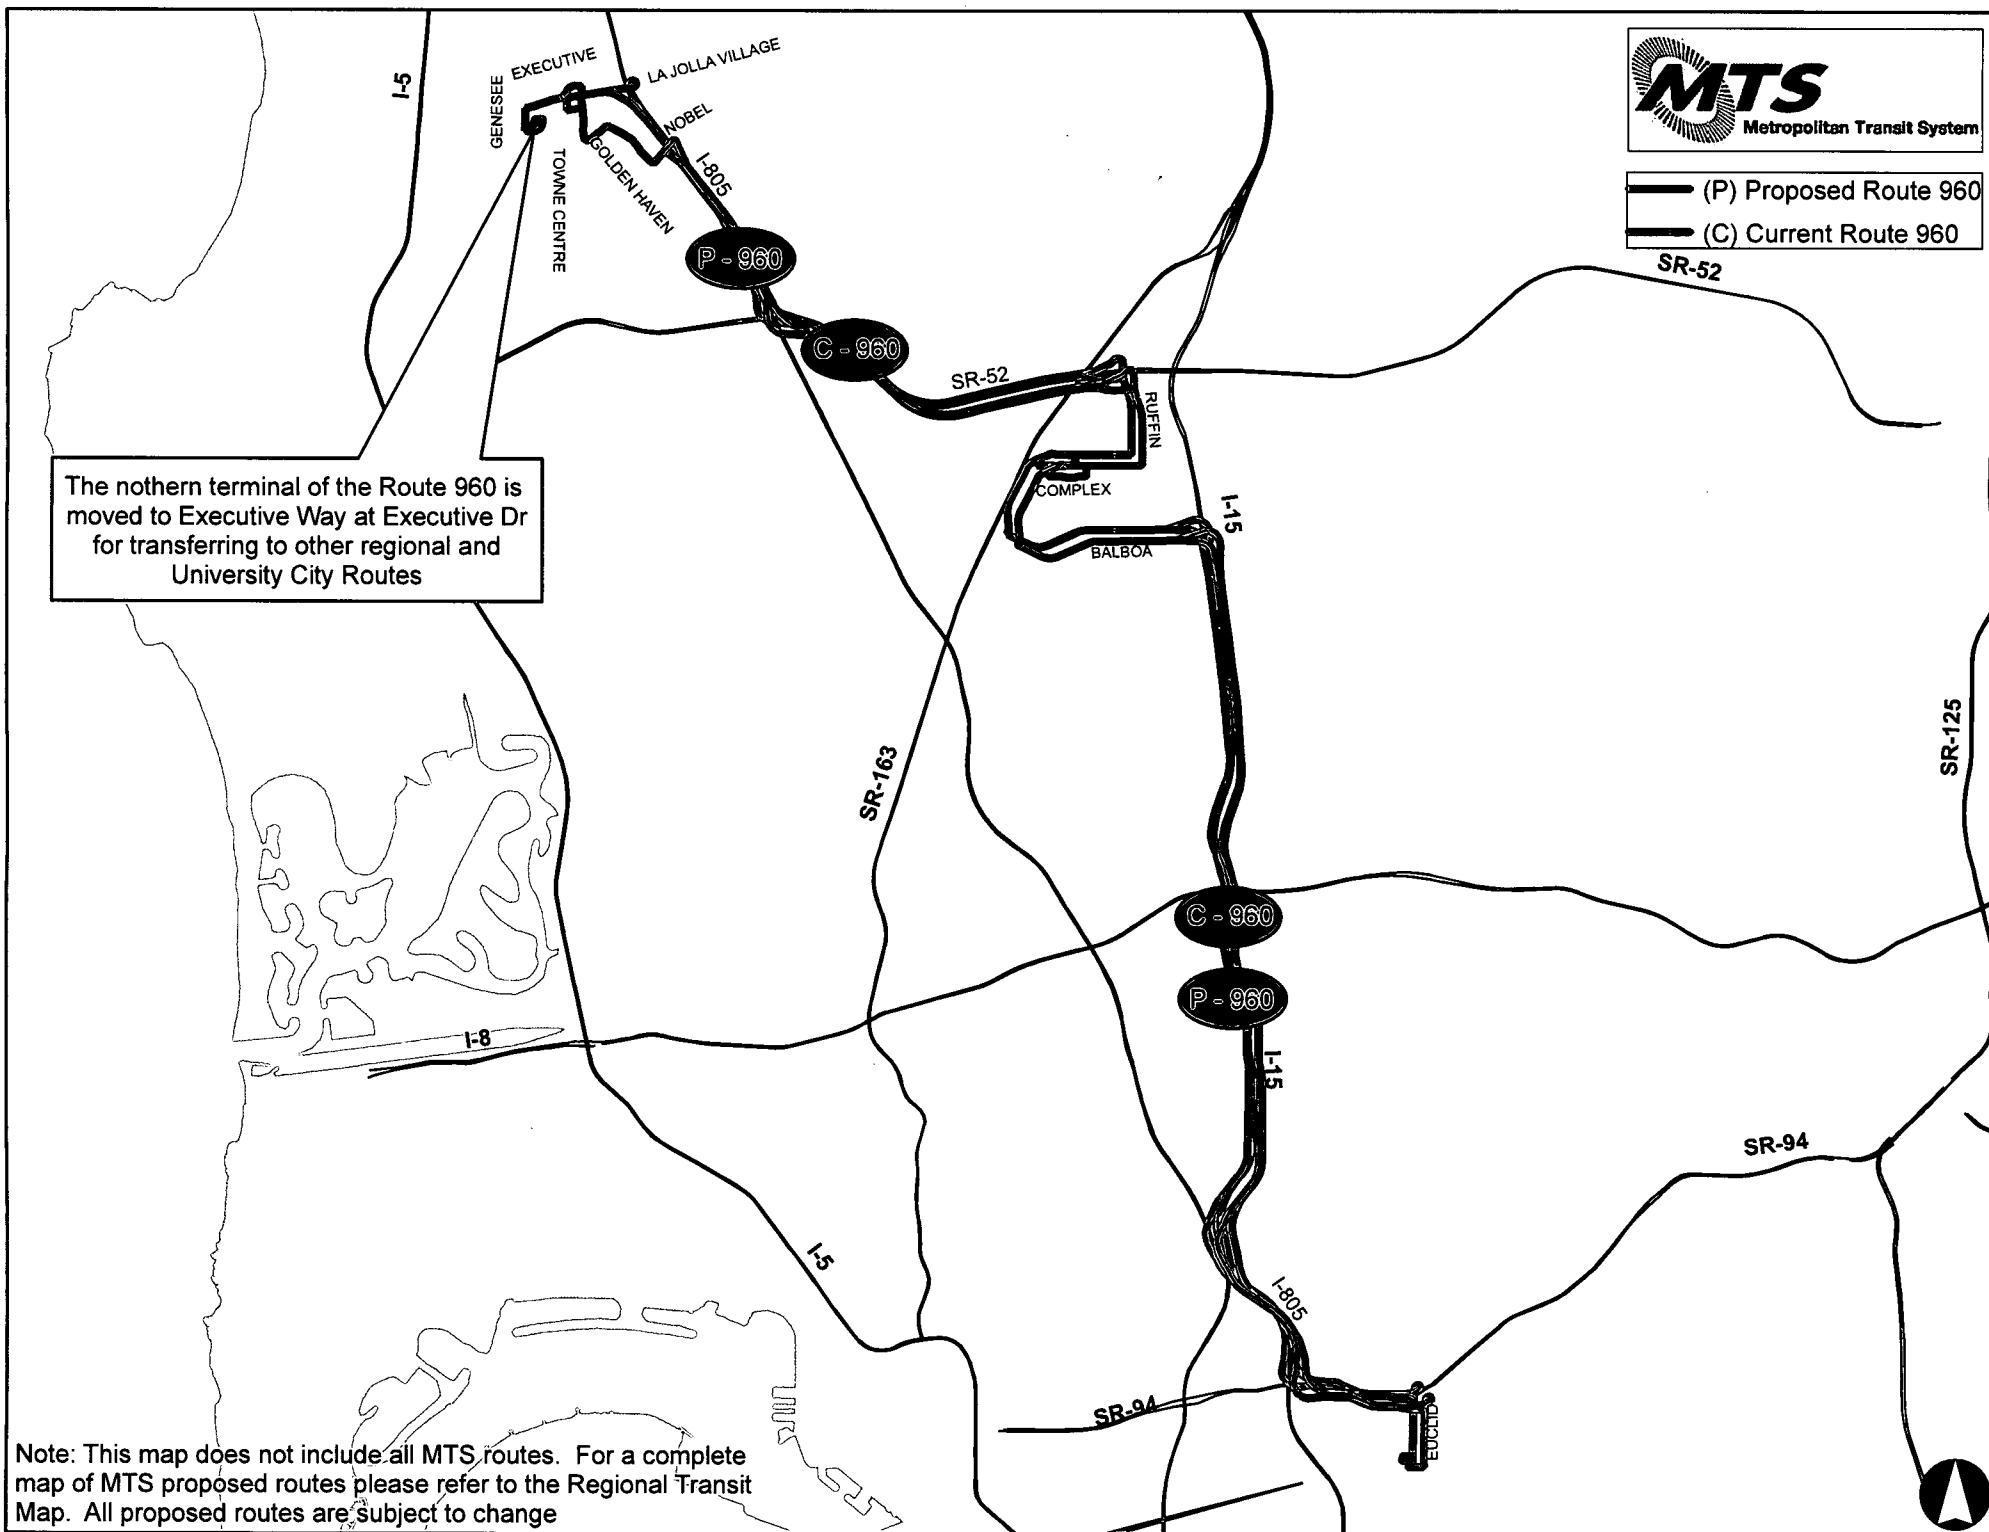 I-5
GENESEE
EXECUTIVE
LA JOLLA VILLAGE
NOBEL
GOLDEN HAVEN
TOWNE CENTRE
I-805
MTS
Metropolitan Transit System
(P) Proposed Route 960
(C) Current Route 960
P - 960
C - 960
SR-52
SR-52
RUFFIN
COMPLEX
BALBOA
I-15
The nothern terminal of the Route 960 is
moved to Executive Way at Executive Dr
for transferring to other regional and
University City Routes
SR-163
SR-125
C - 960
P - 960
I-8
I-15
SR-94
I-5
I-805
SR-94
EUCLID
Note: This map does not include all MTS routes. For a complete
map of MTS proposed routes please refer to the Regional Transit
Map. All proposed routes are subject to change